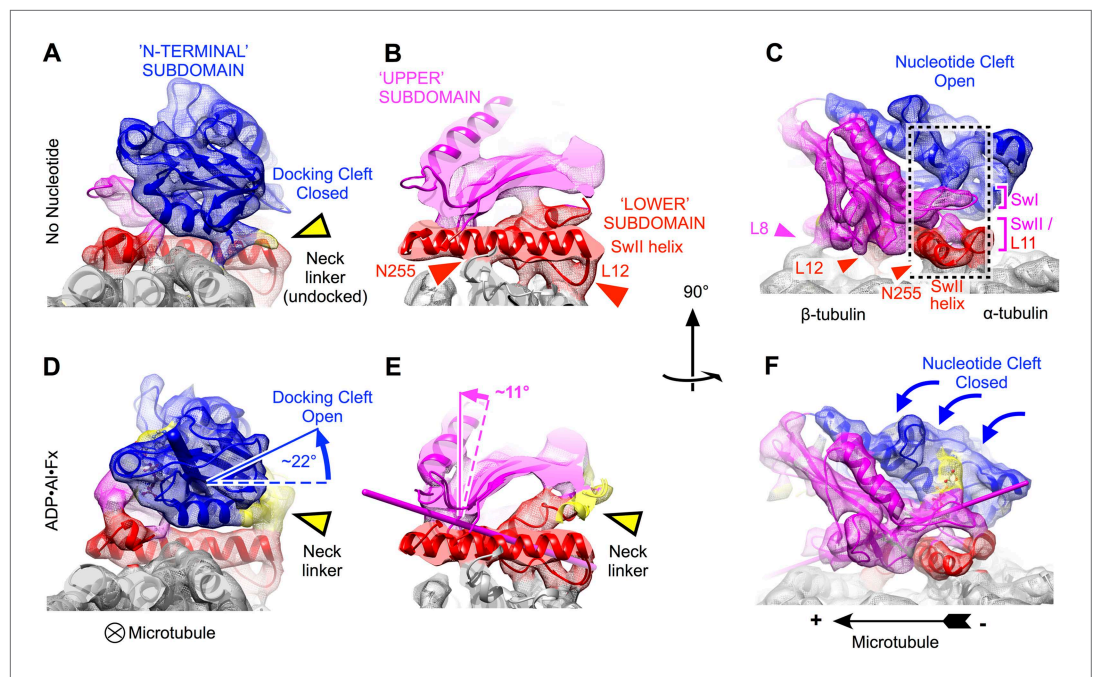 A
'N-TERMINAL'
SUBDOMAIN
No Nucleotide
Docking Cleft
Closed
Neck
linker
(undocked)
B
'UPPER'
SUBDOMAIN
'LOWER'
SUBDOMAIN
SwII helix
N255
L12
C
Nucleotide Cleft
Open
SwI
SwII /
L11
L8
L12
N255
SwII
helix
β-tubulin
α-tubulin
90°
D
ADP•Al•Fx
Docking Cleft
Open
~22°
Neck
linker
⊗ Microtubule
E
~11°
Neck
linker
F
Nucleotide Cleft
Closed
+ -
Microtubule